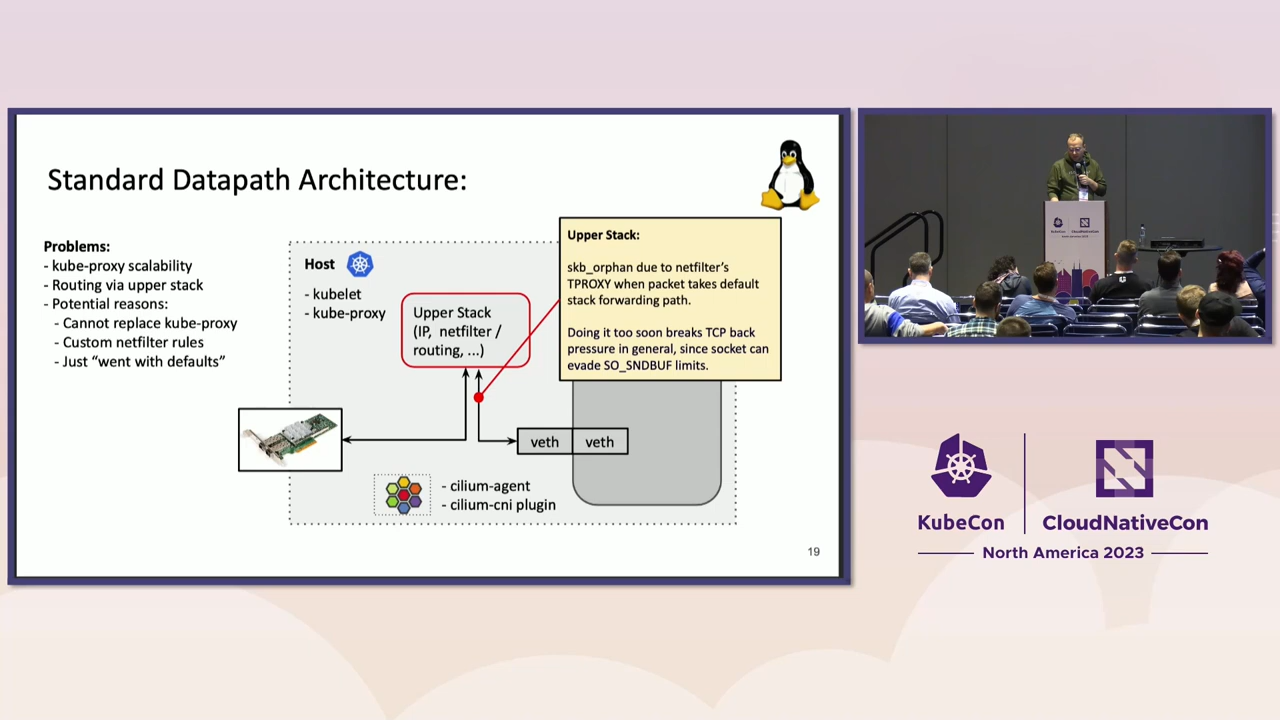 Standard Datapath Architecture:
Problems:
- kube-proxy scalability
- Routing via upper stack
- Potential reasons:
- Cannot replace kube-proxy
- Custom netfilter rules
- Just “went with defaults”
Host
- kubelet
- kube-proxy
Upper Stack
(IP, netfilter /
routing, ...)
Upper Stack:
skb_orphan due to netfilter’s
TPROXY when packet takes default
stack forwarding path.
Doing it too soon breaks TCP back
pressure in general, since socket can
evade SO_SNDBUF limits.
veth
veth
- cilium-agent
- cilium-cni plugin
19
KubeCon
CloudNativeCon
KubeCon
CloudNativeCon
North America 2023